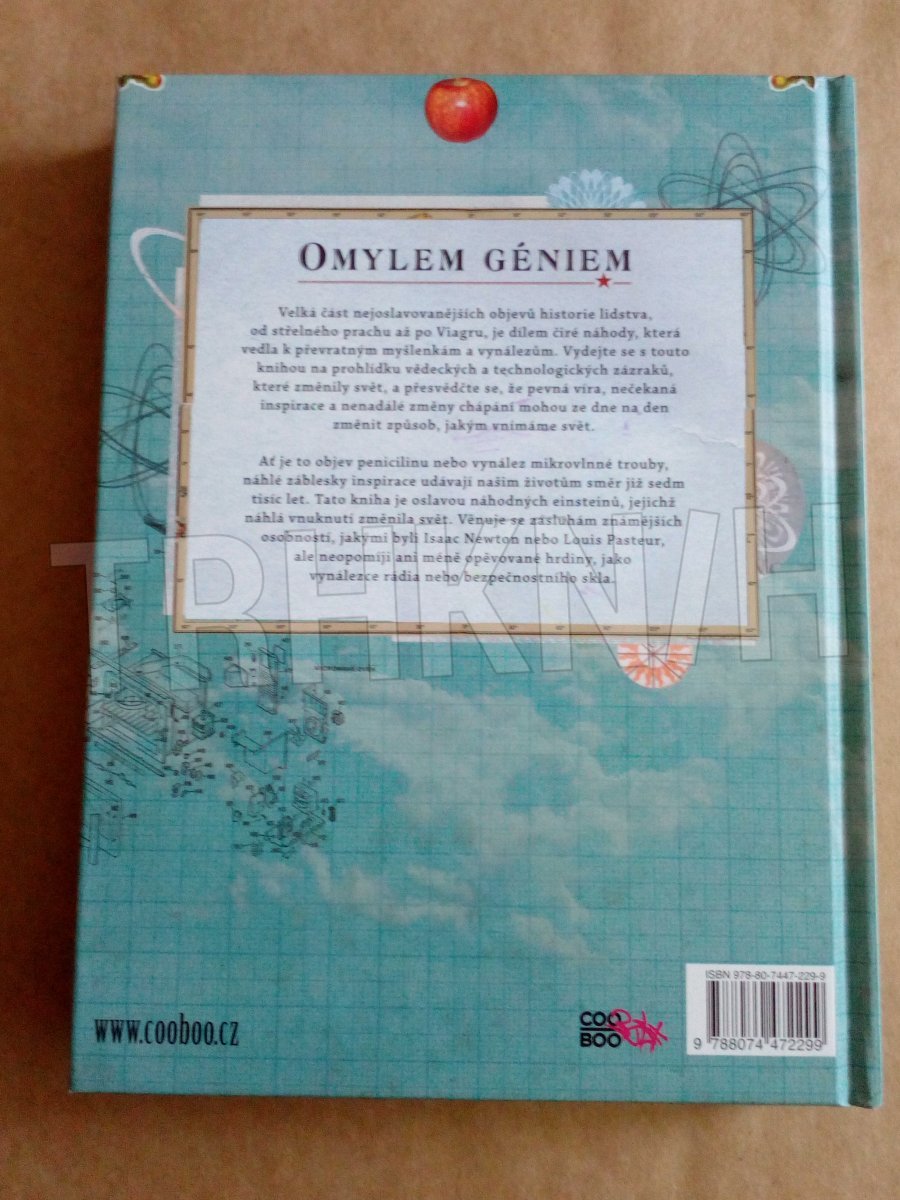 OMYLEM GÉNIEM
Velká část nejoslavovanějších objevů historie lidstva,
od střelného prachu až po Viagru, je dílem čiré náhody, která
vedla k převratným myšlenkám a vynálezům. Vydejte se s touto
knihou na prohlídku vědeckých a technologických zázraků,
které změnily svět, a přesvědčte se, že pevná víra, nečekaná
inspirace a nenadálé změny chápání mohou ze dne na den
změnit způsob, jakým vnímáme svět.
Ať je to objev penicilinu nebo vynález mikrovlnné trouby,
náhlé záblesky inspirace udávají našim životům směr již sedm
tisíc let. Tato kniha je oslavou náhodných einsteinů, jejichž
náhlá vnuknutí změnila svět. Věnuje se zásluhám známějších
osobností, jakými byli Isaac Newton nebo Louis Pasteur,
ale neopomíjí ani méně opěvované hrdiny, jako
vynálezce rádia nebo bezpečnostního skla.
TRHKNIH
www.cooboo.cz
COO
BOO
ISBN 978-80-7447-229-9
9 788074 472299